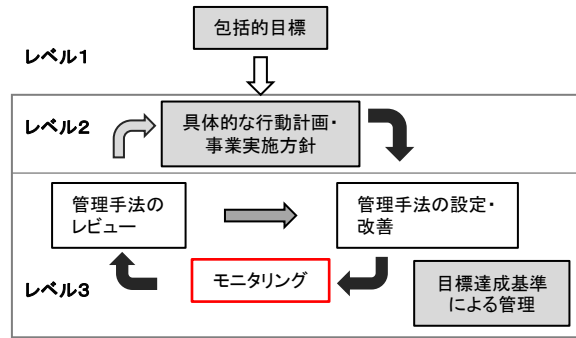 包括的目標
レベル1
レベル2
具体的な行動計画・
事業実施方針
管理手法の
レビュー
管理手法の設定・
改善
モニタリング
レベル3
目標達成基準
による管理